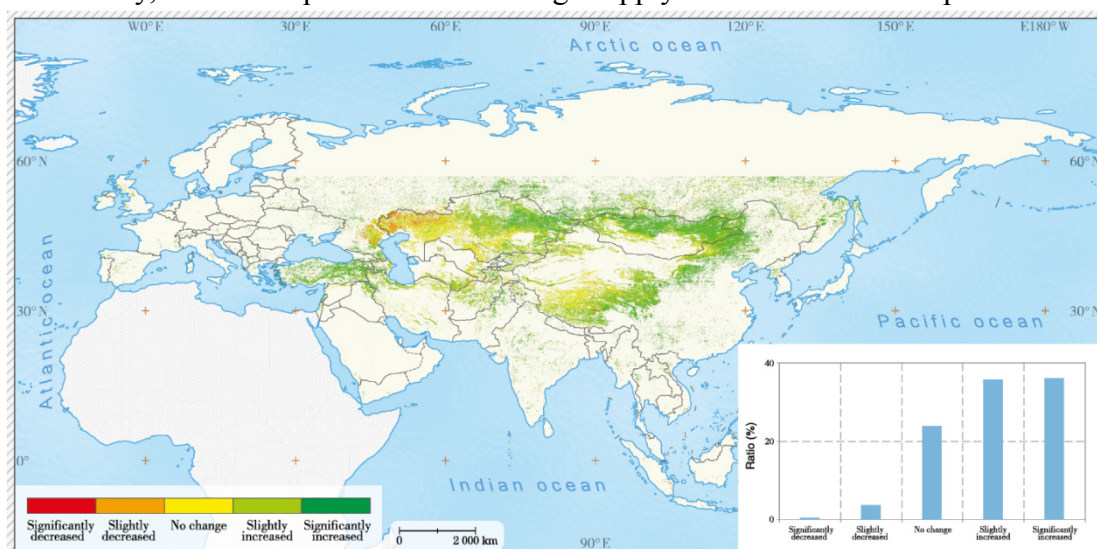 W0°
30°E
60°E
90°E
120°E
150°E
E180°W
Arctic ocean
60°N
60°N
Atlantic ocean
30°N
30°N
Pacific ocean
0°
Indian ocean
90°E
Significantly decreased
Slightly decreased
No change
Slightly increased
Significantly increased
0
2 000 km
Ratio (%)
40
20
0
Significantly decreased
Slightly decreased
No change
Slightly increased
Significantly increased